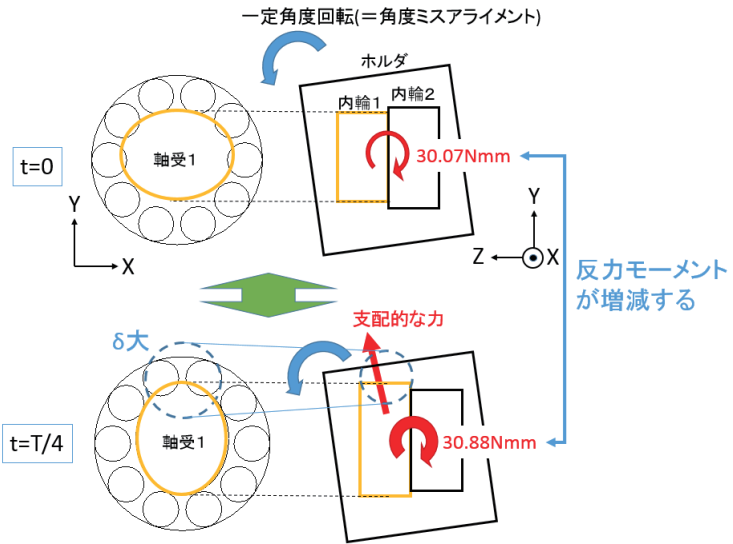 一定角度回転(=角度ミスアライメント)
ホルダ
内輪1
内輪2
軸受1
30.07Nmm
t=0
Y
X
Y
Z
X
反力モーメント
が増減する
支配的な力
δ大
軸受1
30.88Nmm
t=T/4